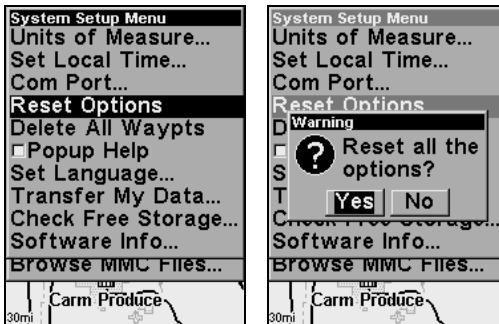 System Setup Menu
Units of Measure...
Set Local Time...
Com Port...
Reset Options
Delete All Waypts
Popup Help
Set Language...
Transfer My Data...
Check Free Storage...
Software Info...
Browse MMC Files...
Carm Produce
30mi
System Setup Menu
Units of Measure...
Set Local Time...
Com Port...
Reset Options
Warning
Reset all the
options?
Yes No
Software Info...
Browse MMC Files...
Carm Produce
30mi